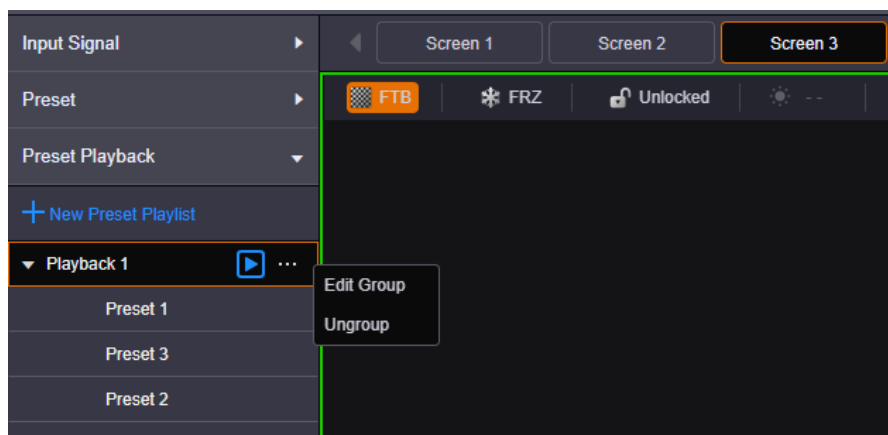 Input Signal
Screen 1
Screen 2
Screen 3
Preset
FTB
FRZ
Unlocked
--
Preset Playback
New Preset Playlist
Playback 1
...
Edit Group
Preset 1
Ungroup
Preset 3
Preset 2